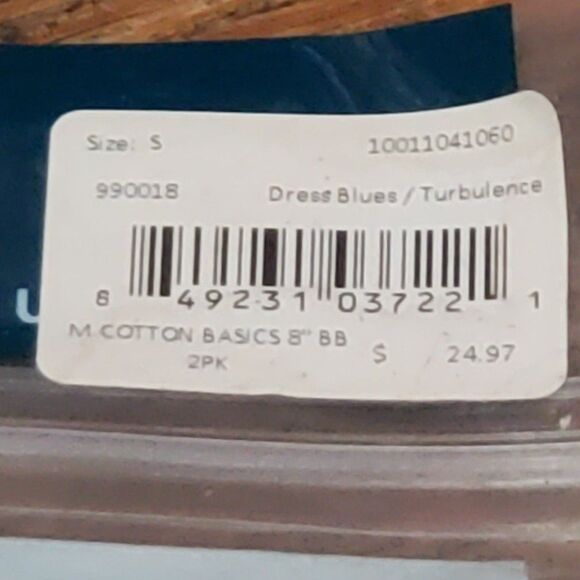 Size: S 10011041060
990018 Dress Blues / Turbulence
8 49231 03722 1
M COTTON BASICS 8" BB $ 24.97
2PK